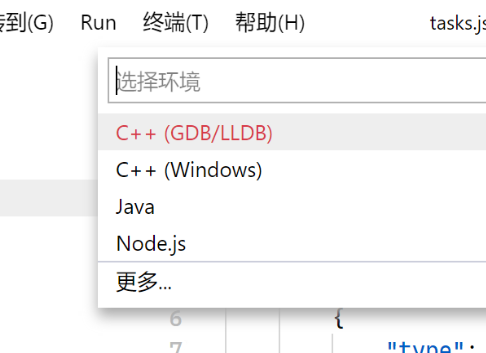 转到(G) Run 终端(T) 帮助(H) tasks.js
选择环境
C++ (GDB/LLDB)
C++ (Windows)
Java
Node.js
更多...
6 {
7 "type":